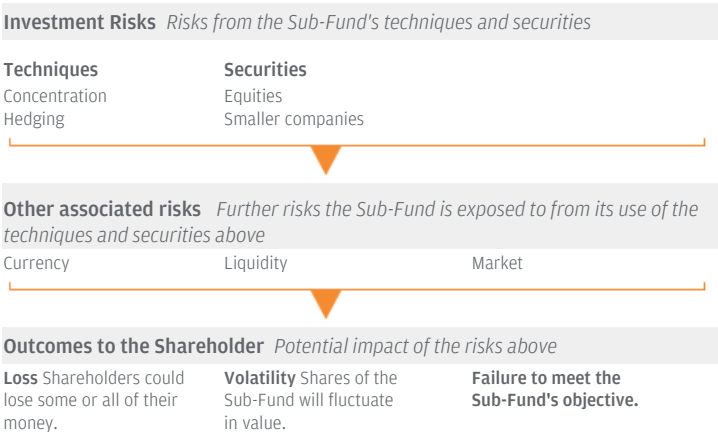 Investment Risks Risks from the Sub-Fund's techniques and securities
Techniques Securities
Concentration Equities
Hedging Smaller companies
Other associated risks Further risks the Sub-Fund is exposed to from its use of the
techniques and securities above
Currency Liquidity Market
Outcomes to the Shareholder Potential impact of the risks above
Loss Shareholders could
lose some or all of their
money.
Volatility Shares of the
Sub-Fund will fluctuate
in value.
Failure to meet the
Sub-Fund's objective.